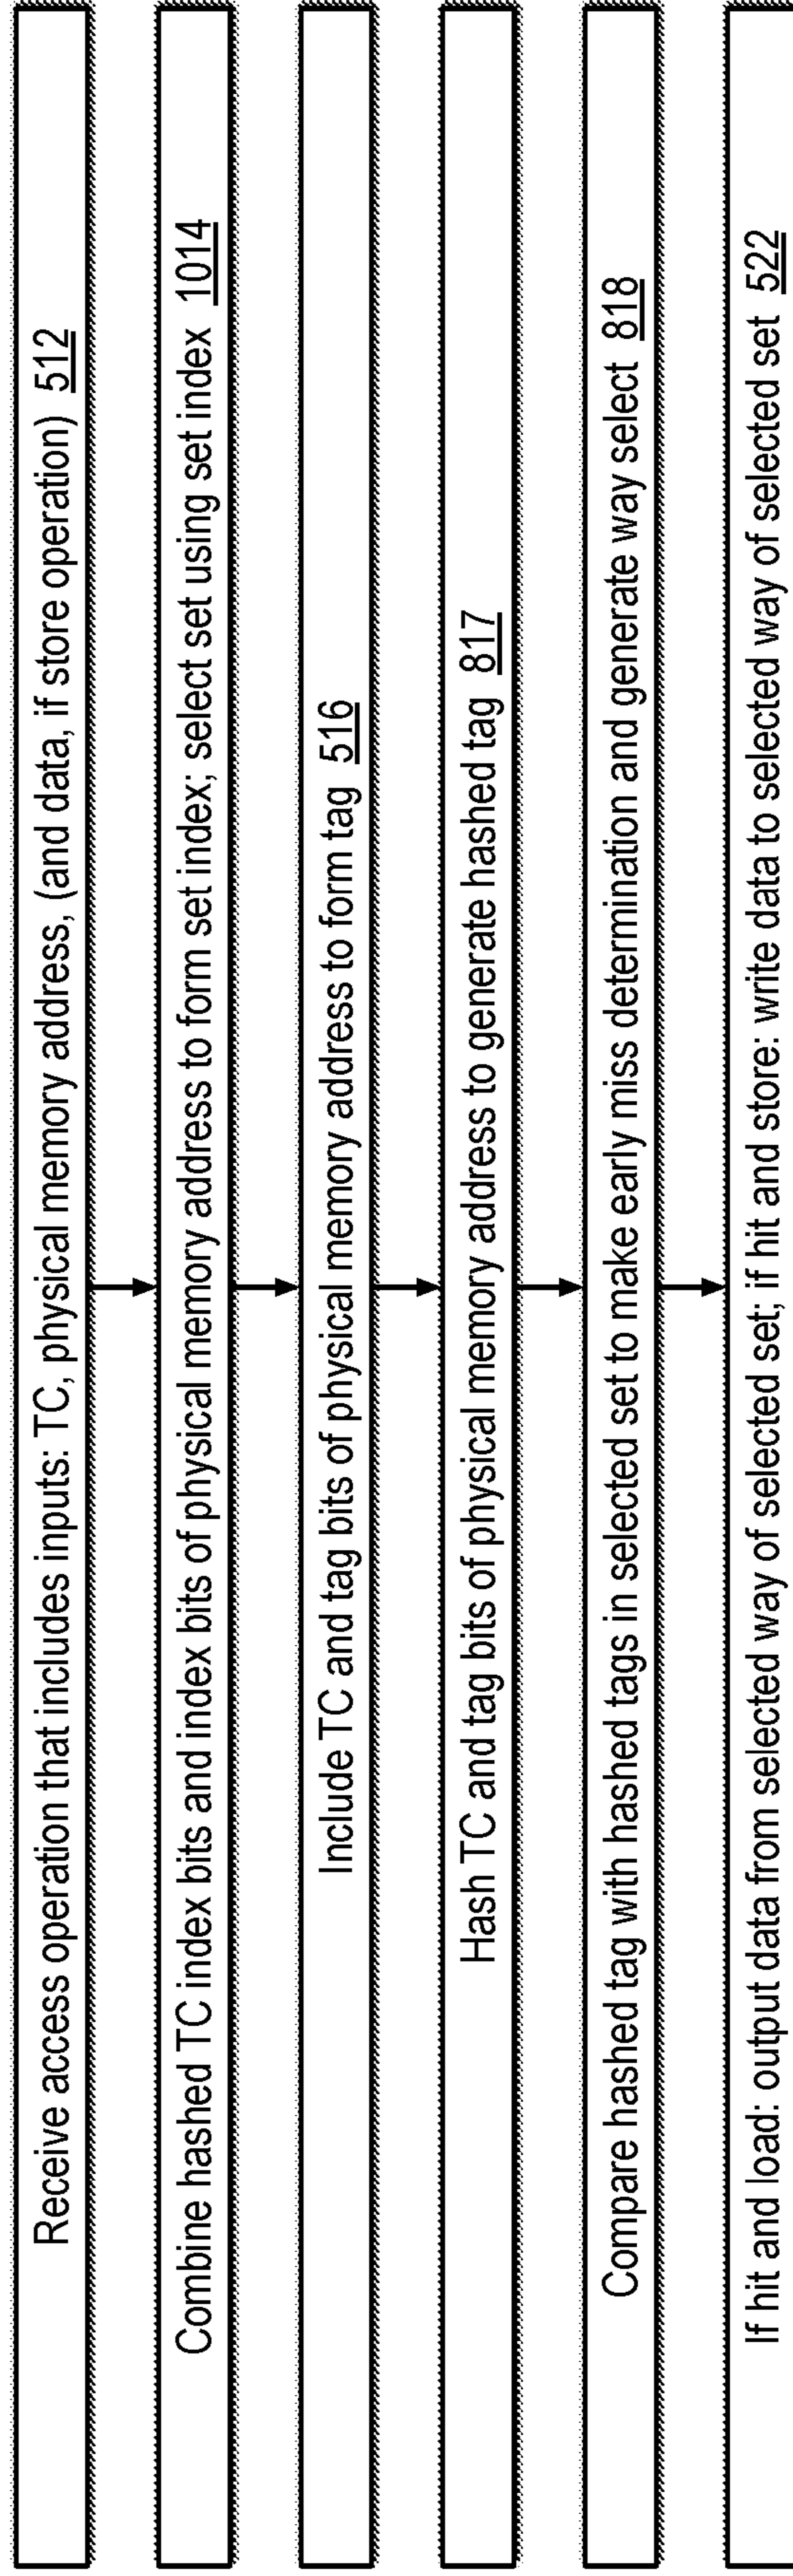 Receive access operation that includes inputs: TC, physical memory address, (and data, if store operation) 512
Combine hashed TC index bits and index bits of physical memory address to form set index; select set using set index 1014
Include TC and tag bits of physical memory address to form tag 516
Hash TC and tag bits of physical memory address to generate hashed tag 817
Compare hashed tag with hashed tags in selected set to make early miss determination and generate way select 818
If hit and load: output data from selected way of selected set; if hit and store: write data to selected way of selected set 522